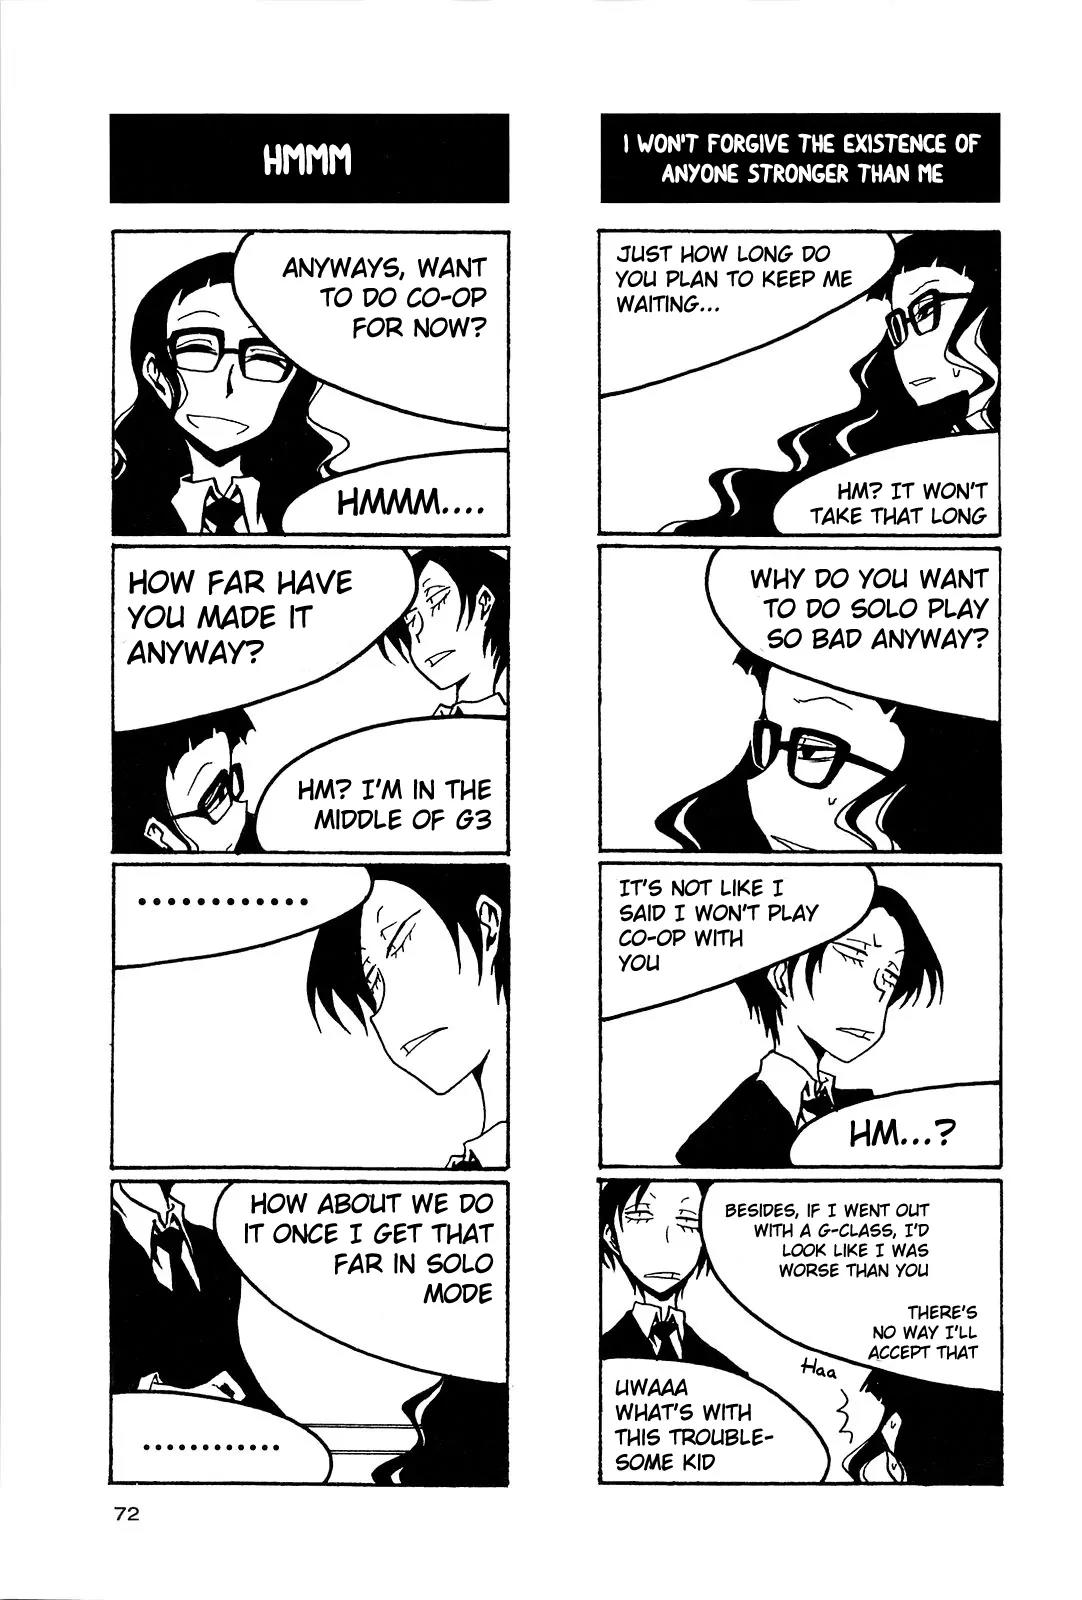 HMMM
ANYWAYS, WANT
TO DO CO-OP
FOR NOW?
HMMM....
HOW FAR HAVE
YOU MADE IT
ANYWAY?
HM? I'M IN THE
MIDDLE OF G3
............
HOW ABOUT WE DO
IT ONCE I GET THAT
FAR IN SOLO
MODE
............
72
I WON'T FORGIVE THE EXISTENCE OF
ANYONE STRONGER THAN ME
JUST HOW LONG DO
YOU PLAN TO KEEP ME
WAITING...
HM? IT WON'T
TAKE THAT LONG
WHY DO YOU WANT
TO DO SOLO PLAY
SO BAD ANYWAY?
IT'S NOT LIKE I
SAID I WON'T PLAY
CO-OP WITH
YOU
HM...?
BESIDES, IF I WENT OUT
WITH A G-CLASS, I'D
LOOK LIKE I WAS
WORSE THAN YOU
THERE'S
NO WAY I'LL
ACCEPT THAT
Haa
UWAAA
WHAT'S WITH
THIS TROUBLE-
SOME KID